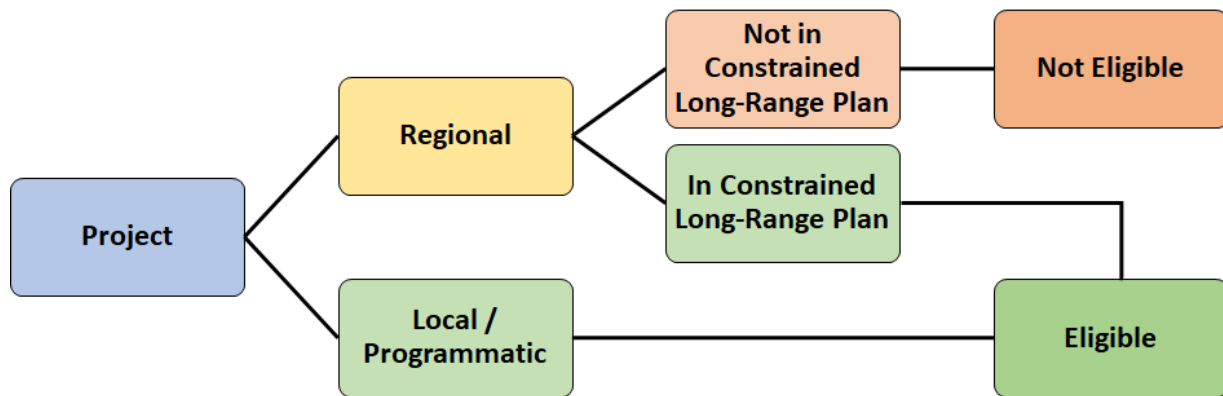 Not in
Constrained
Long-Range Plan
Not Eligible
Regional
In Constrained
Long-Range Plan
Project
Local /
Programmatic
Eligible